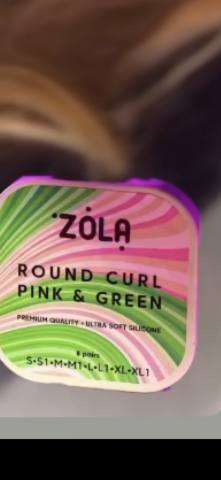 ZOLA
ROUND CURL
PINK & GREEN
PREMIUM QUALITY • ULTRA SOFT SILICONE
8 pairs
S•S1•M•M1•L•L1•XL•XL1